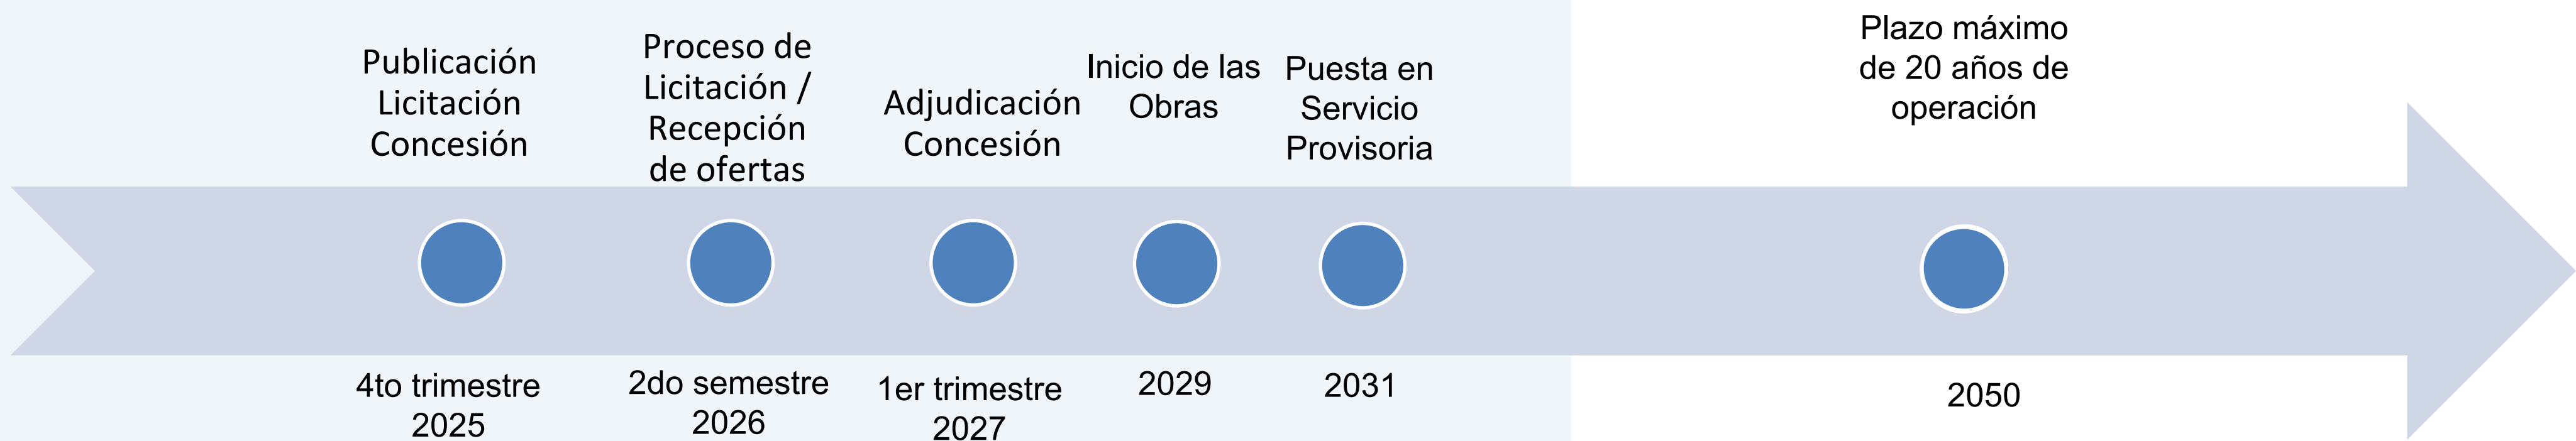 Publicación
Licitación
Concesión
Proceso de
Licitación /
Recepción
de ofertas
Adjudicación
Concesión
Inicio de las
Obras
Puesta en
Servicio
Provisoria
Plazo máximo
de 20 años de
operación
4to trimestre
2025
2do semestre
2026
1er trimestre
2027
2029
2031
2050